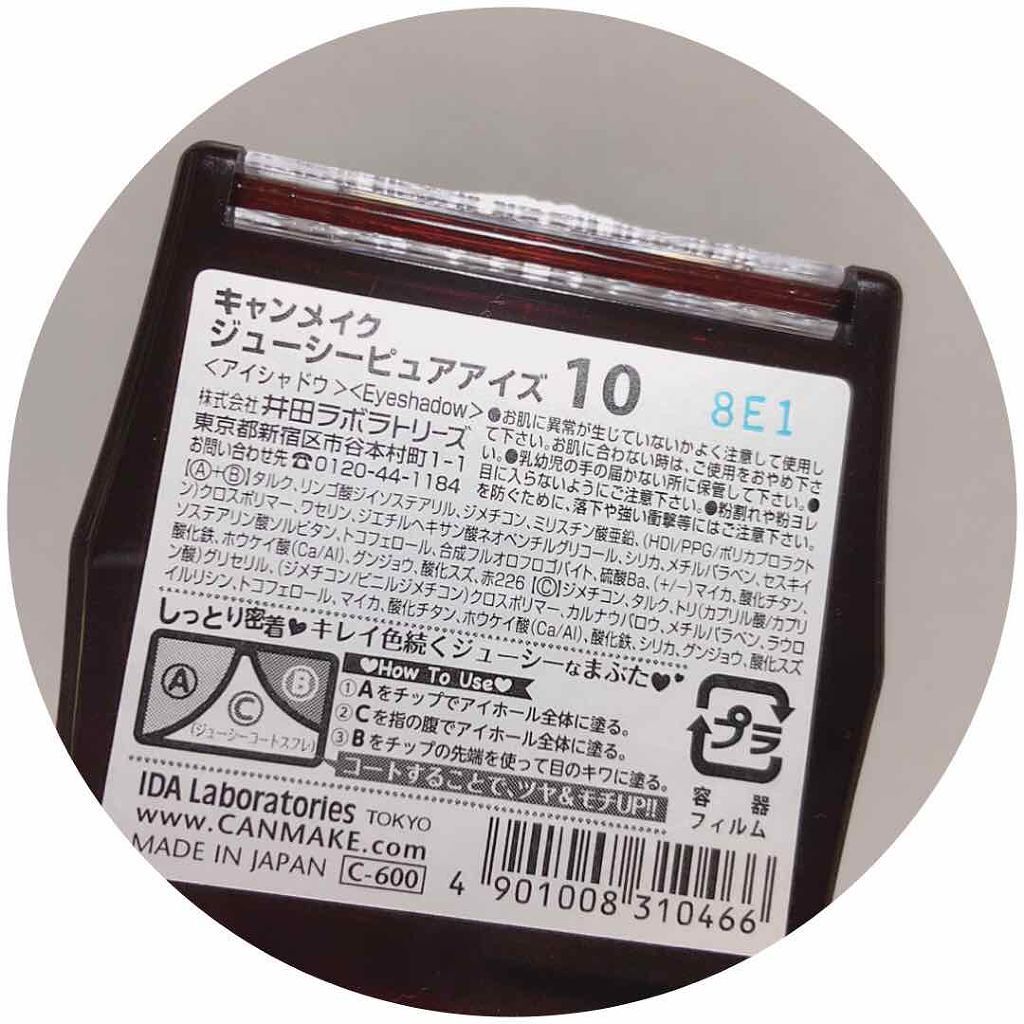 キャンメイク
ジューシーピュアアイズ 10
8E1
<アイシャドウ><Eyeshadow>
株式会社 井田ラボラトリーズ
東京都新宿区市谷本村町1-1
お問い合わせ先☎0120-44-1184
●お肌に異常が生じていないかよく注意して使用し
て下さい。お肌に合わない時は、ご使用をおやめ下さ
い。●乳幼児の手の届かない所に保管して下さい。●
目に入らないようにご注意下さい。●粉割れや粉ヨレ
を防ぐために、落下や強い衝撃等にはご注意下さい。
【Ⓐ+Ⓑ】タルク、リンゴ酸ジイソステアリル、ジメチコン、ミリスチン酸亜鉛、(HDI/PPG/ポリカプロラクト
ン)クロスポリマー、ワセリン、ジエチルヘキサン酸ネオペンチルグリコール、シリカ、メチルパラベン、セスキイ
ソステアリン酸ソルビタン、トコフェロール、合成フルオロフロゴパイト、硫酸Ba、(+/−)マイカ、酸化チタン、
酸化鉄、ホウケイ酸(Ca/Al)、グンジョウ、酸化スズ、赤226【Ⓒ】ジメチコン、タルク、トリ(カプリル酸/カプリ
ン酸)グリセリル、(ジメチコン/ビニルジメチコン)クロスポリマー、カルナウバロウ、メチルパラベン、ラウロ
イルリシン、トコフェロール、マイカ、酸化チタン、ホウケイ酸(Ca/Al)、酸化鉄、シリカ、グンジョウ、酸化スズ
しっとり密着♥キレイ色続くジューシーなまぶた♥
A
B
C
(ジューシーコートスフレ)
♥How To Use♥
①Aをチップでアイホール全体に塗る。
②Cを指の腹でアイホール全体に塗る。
③Bをチップの先端を使って目のキワに塗る。
コートすることで、ツヤ&モチUP!!
プラ
容器
フィルム
IDA Laboratories TOKYO
www.CANMAKE.com
MADE IN JAPAN C-600
4 901008 310466